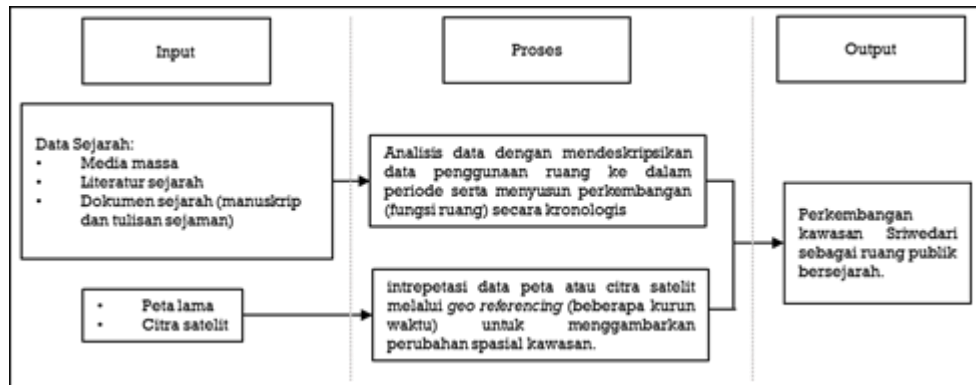 Input
Proses
Output
Data Sejarah:
• Media massa
• Literatur sejarah
• Dokumen sejarah (manuskrip
dan tulisan sejaman)
Analisis data dengan mendeskripsikan
data penggunaan ruang ke dalam
periode serta menyusun perkembangan
(fungsi ruang) secara kronologis
Perkembangan
kawasan Sriwedari
sebagai ruang publik
bersejarah.
• Peta lama
• Citra satelit
intrepetasi data peta atau citra satelit
melalui geo referencing (beberapa kurun
waktu) untuk menggambarkan
perubahan spasial kawasan.